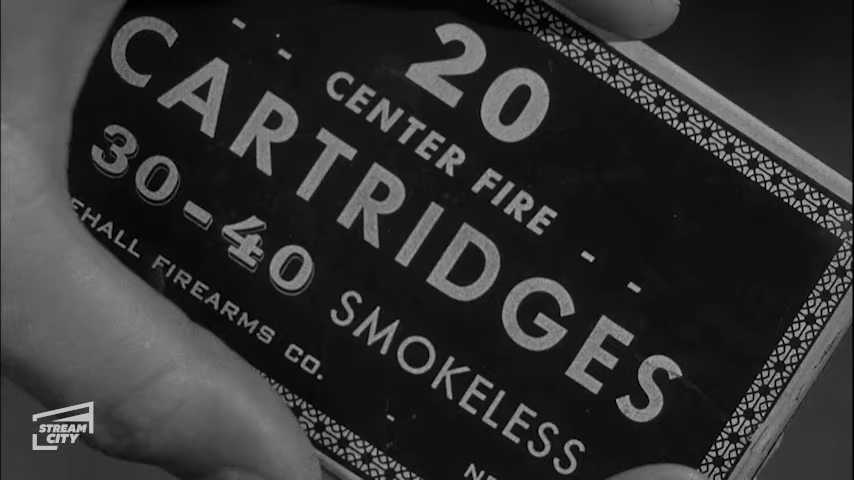 20
CENTER FIRE
CARTRIDGES
30-40 SMOKELESS
FIREARMS CO.
STREAM
CITY